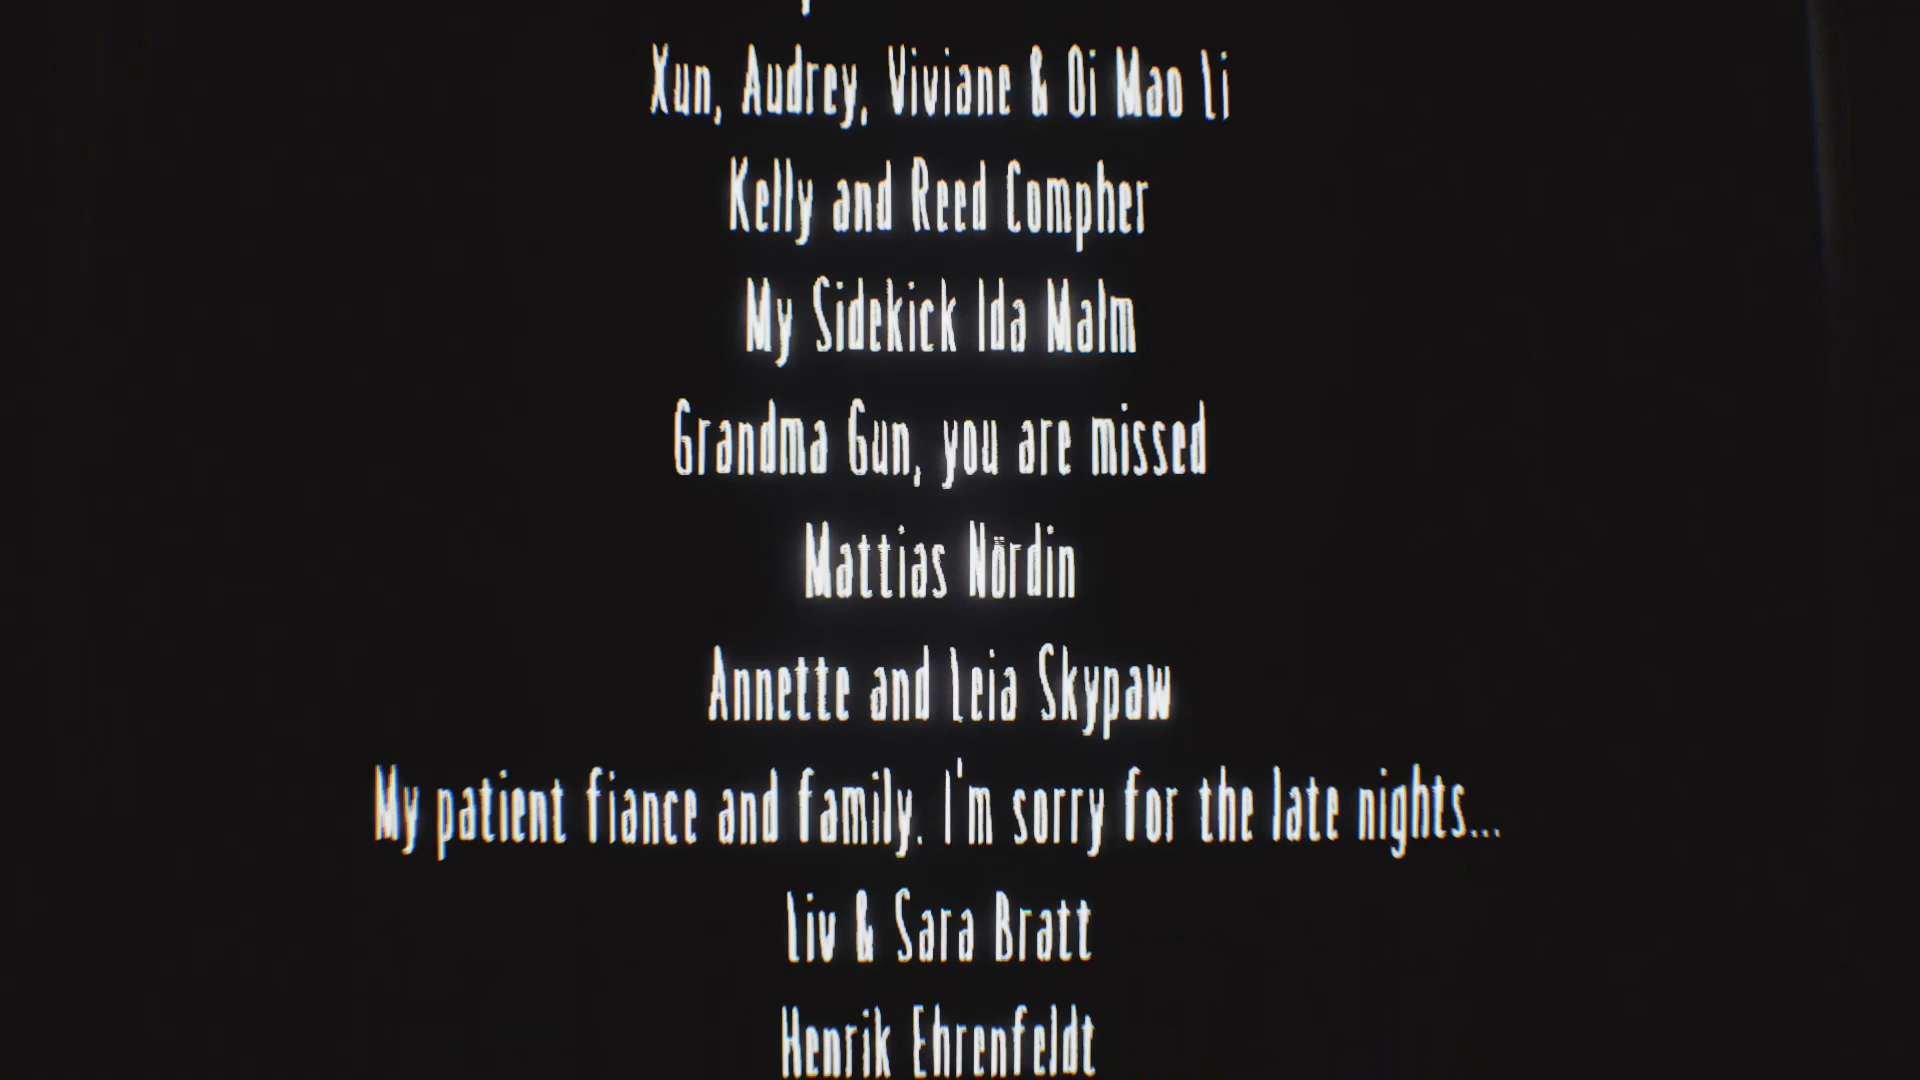 Xun, Audrey, Viviane & Qi Mao Li
Kelly and Reed Compher
My Sidekick Ida Malm
Grandma Gun, you are missed
Mattias Nördin
Annette and Leia Skypaw
My patient fiance and family. I'm sorry for the late nights...
Liv & Sara Bratt
Henrik Ehrenfeldt